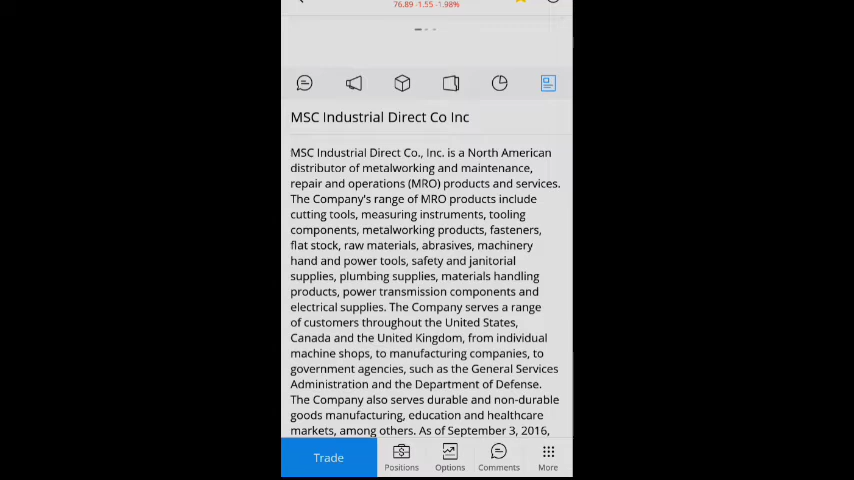 76.89 -1.55 -1.98%
MSC Industrial Direct Co Inc
MSC Industrial Direct Co., Inc. is a North American
distributor of metalworking and maintenance,
repair and operations (MRO) products and services.
The Company's range of MRO products include
cutting tools, measuring instruments, tooling
components, metalworking products, fasteners,
flat stock, raw materials, abrasives, machinery
hand and power tools, safety and janitorial
supplies, plumbing supplies, materials handling
products, power transmission components and
electrical supplies. The Company serves a range
of customers throughout the United States,
Canada and the United Kingdom, from individual
machine shops, to manufacturing companies, to
government agencies, such as the General Services
Administration and the Department of Defense.
The Company also serves durable and non-durable
goods manufacturing, education and healthcare
markets, among others. As of September 3, 2016,
Trade
Positions
Options
Comments
More